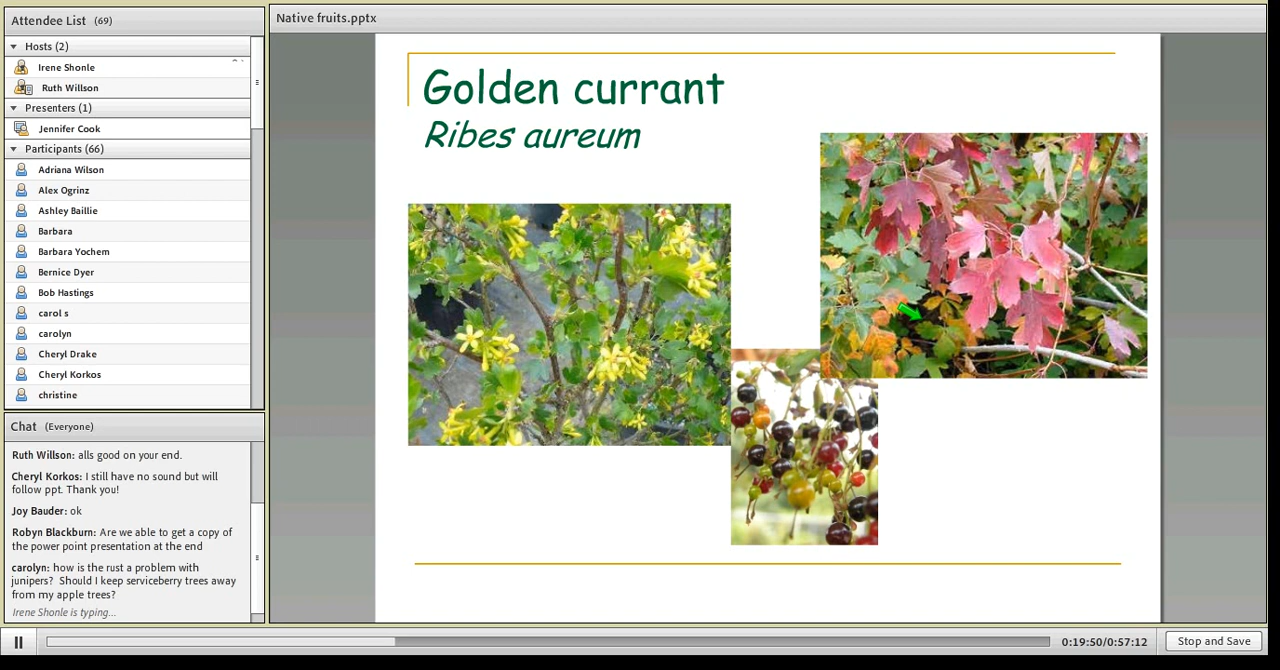 Attendee List (69)
Hosts (2)
Irene Shonle
Ruth Willson
Presenters (1)
Jennifer Cook
Participants (66)
Adriana Wilson
Alex Ogrinz
Ashley Baillie
Barbara
Barbara Yochem
Bernice Dyer
Bob Hastings
carol s
carolyn
Cheryl Drake
Cheryl Korkos
christine
Chat (Everyone)
Ruth Willson: alls good on your end.
Cheryl Korkos: I still have no sound but will
follow ppt. Thank you!
Joy Bauder: ok
Robyn Blackburn: Are we able to get a copy of
the power point presentation at the end
carolyn: how is the rust a problem with
junipers? Should I keep serviceberry trees away
from my apple trees?
Irene Shonle is typing...
Native fruits.pptx
Golden currant
Ribes aureum
0:19:50/0:57:12
Stop and Save